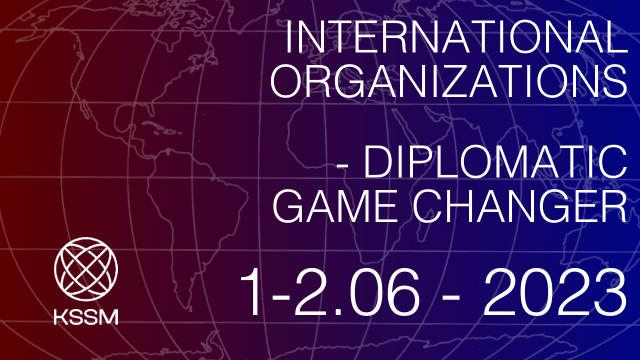 INTERNATIONAL
ORGANIZATIONS
- DIPLOMATIC
GAME CHANGER
1-2.06 - 2023
KSSM